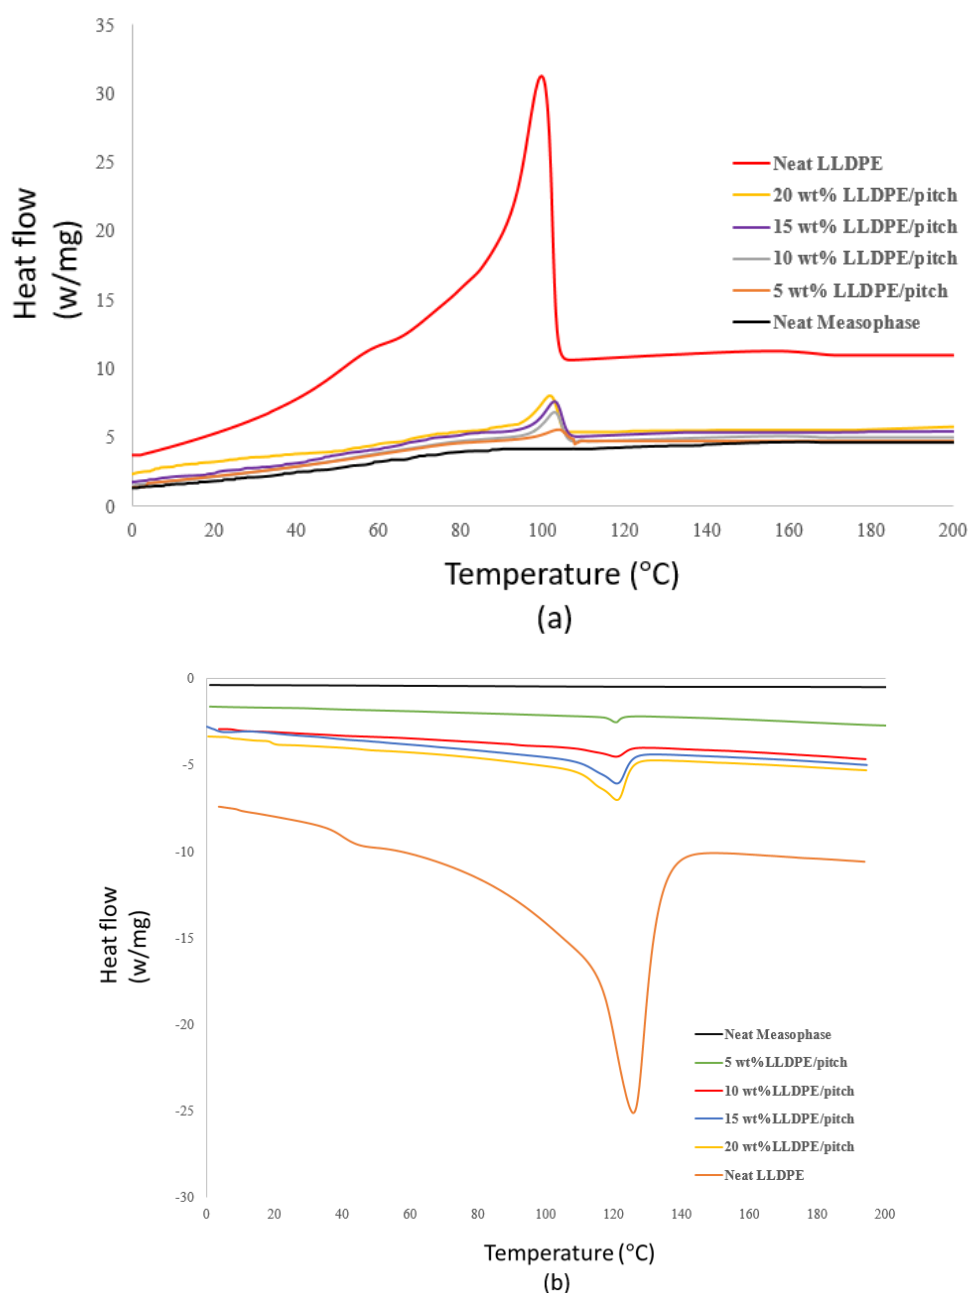 35
30
25
20
15
10
5
0
Heat flow
(w/mg)
Neat LLDPE
20 wt% LLDPE/pitch
15 wt% LLDPE/pitch
10 wt% LLDPE/pitch
5 wt% LLDPE/pitch
Neat Measophase
0 20 40 60 80 100 120 140 160 180 200
Temperature (°C)
(a)
0
-5
-10
-15
-20
-25
-30
Heat flow
(w/mg)
Neat Measophase
5 wt%LLDPE/pitch
10 wt%LLDPE/pitch
15 wt%LLDPE/pitch
20 wt%LLDPE/pitch
Neat LLDPE
0 20 40 60 80 100 120 140 160 180 200
Temperature (°C)
(b)